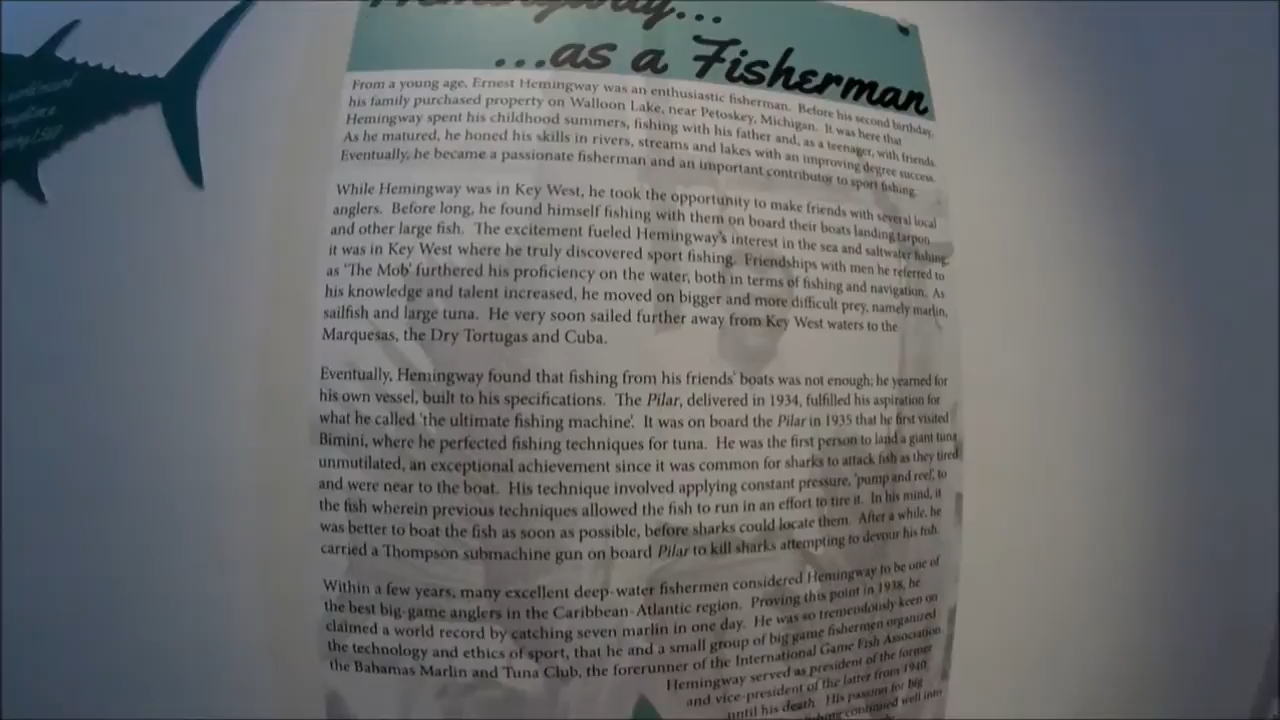 Hemingway...
...as a Fisherman
From a young age, Ernest Hemingway was an enthusiastic fisherman. Before his second birthday,
his family purchased property on Walloon Lake, near Petoskey, Michigan. It was here that
Hemingway spent his childhood summers, fishing with his father and, as a teenager, with friends.
As he matured, he honed his skills in rivers, streams and lakes with an improving degree success.
Eventually, he became a passionate fisherman and an important contributor to sport fishing.
While Hemingway was in Key West, he took the opportunity to make friends with several local
anglers. Before long, he found himself fishing with them on board their boats landing tarpon
and other large fish. The excitement fueled Hemingway's interest in the sea and saltwater fishing.
it was in Key West where he truly discovered sport fishing. Friendships with men he referred to
as 'The Mob' furthered his proficiency on the water, both in terms of fishing and navigation. As
his knowledge and talent increased, he moved on bigger and more difficult prey, namely marlin,
sailfish and large tuna. He very soon sailed further away from Key West waters to the
Marquesas, the Dry Tortugas and Cuba.
Eventually, Hemingway found that fishing from his friends' boats was not enough; he yearned for
his own vessel, built to his specifications. The Pilar, delivered in 1934, fulfilled his aspiration for
what he called 'the ultimate fishing machine'. It was on board the Pilar in 1935 that he first visited
Bimini, where he perfected fishing techniques for tuna. He was the first person to land a giant tuna
unmutilated, an exceptional achievement since it was common for sharks to attack fish as they tired
and were near to the boat. His technique involved applying constant pressure, 'pump and reel', to
the fish wherein previous techniques allowed the fish to run in an effort to tire it. In his mind, it
was better to boat the fish as soon as possible, before sharks could locate them. After a while, he
carried a Thompson submachine gun on board Pilar to kill sharks attempting to devour his fish.
Within a few years, many excellent deep-water fishermen considered Hemingway to be one of
the best big-game anglers in the Caribbean-Atlantic region. Proving this point in 1938, he
claimed a world record by catching seven marlin in one day. He was so tremendously keen on
the technology and ethics of sport, that he and a small group of big game fishermen organized
the Bahamas Marlin and Tuna Club, the forerunner of the International Game Fish Association.
Hemingway served as president of the former
and vice-president of the latter from 1940
until his death. His passion for big
fishing continued well into